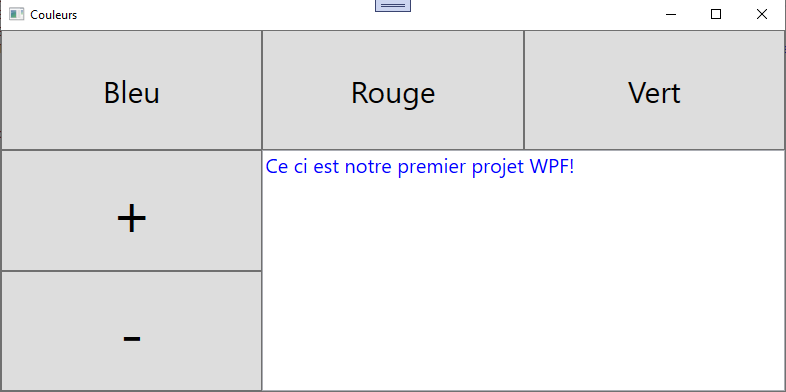 Couleurs
Bleu
Rouge
Vert
+
Ce ci est notre premier projet WPF!
-